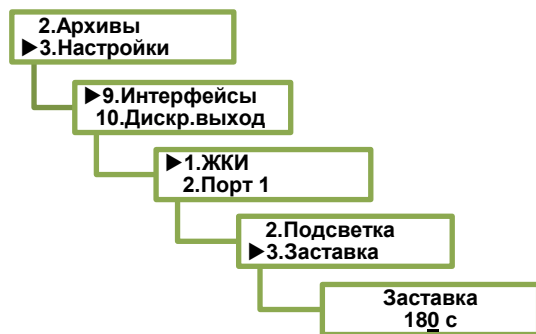 2.Архивы
▶3.Настройки
▶9.Интерфейсы
10.Дискр.выход
▶1.ЖКИ
2.Порт 1
2.Подсветка
▶3.Заставка
Заставка
180 с